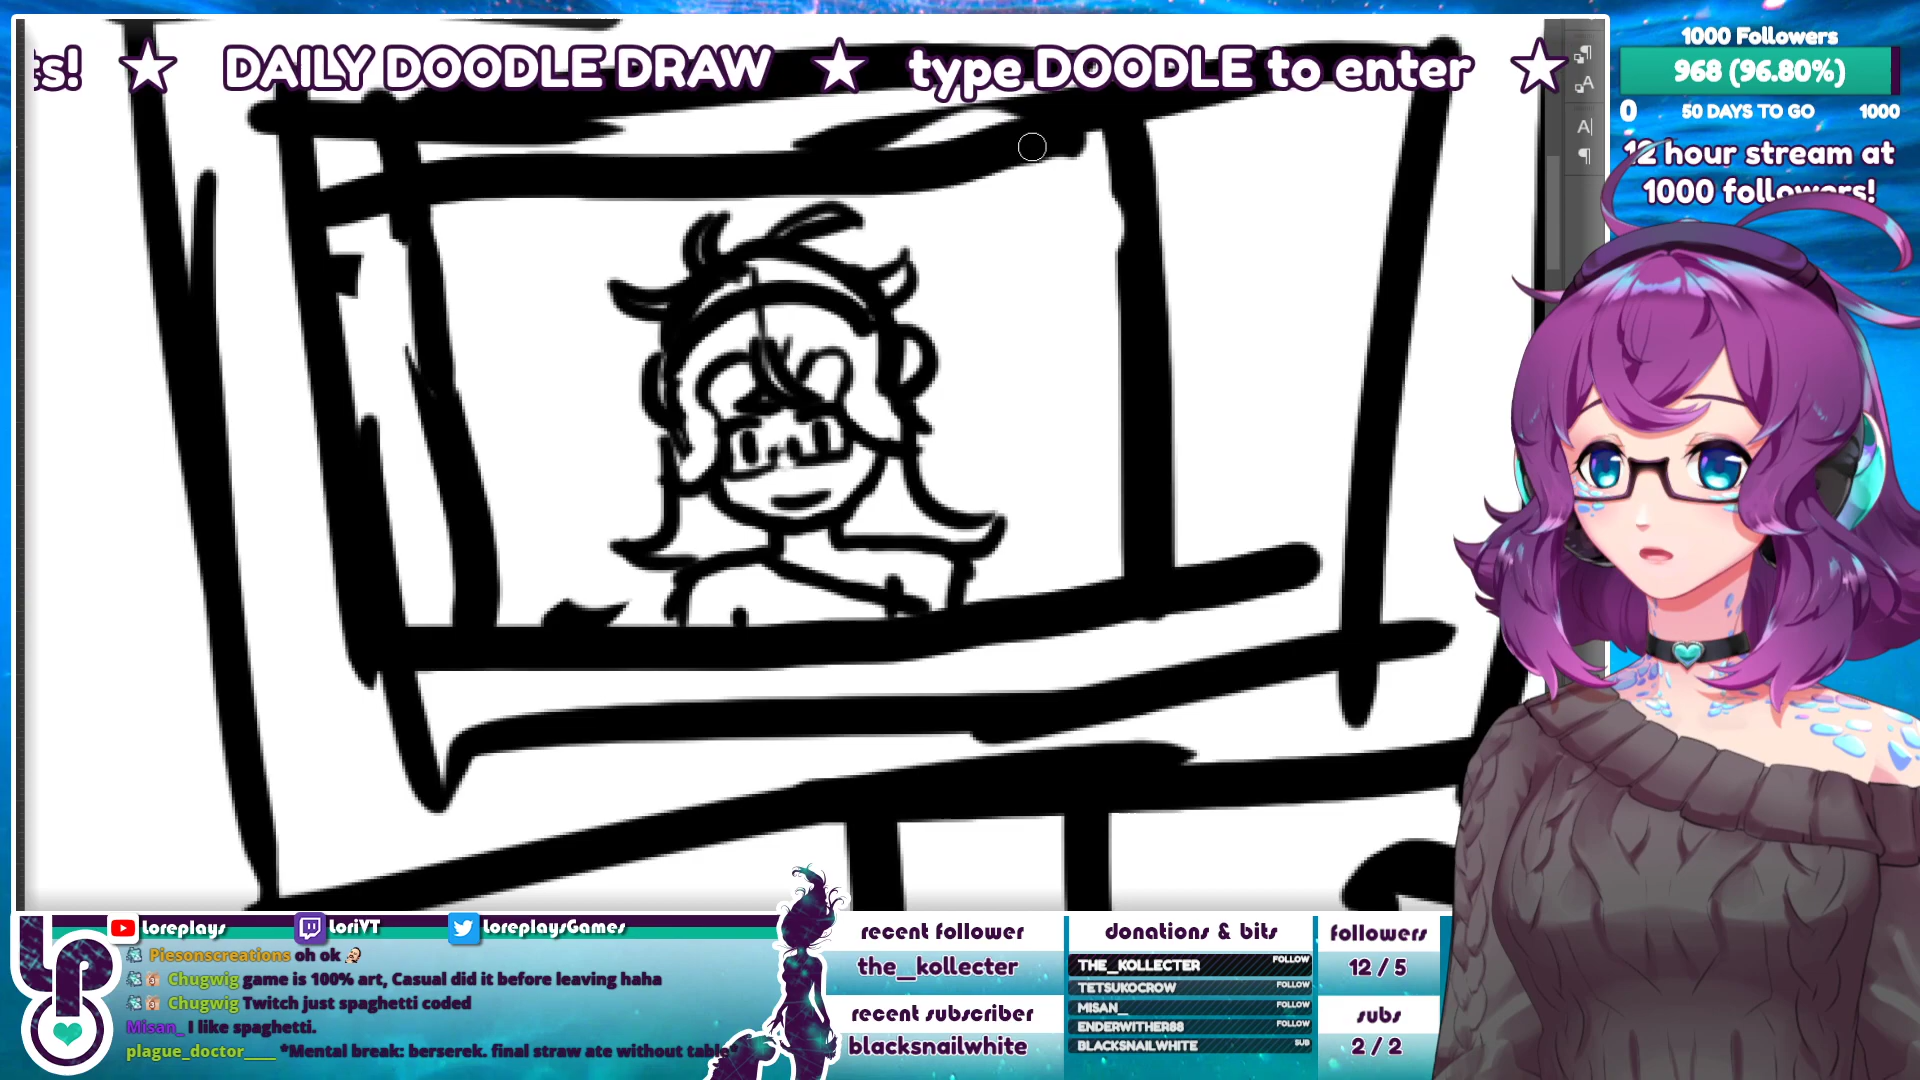 s! ★ DAILY DOODLE DRAW ★ type DOODLE to enter ★
1000 Followers
968 (96.80%)
0 50 DAYS TO GO 1000
12 hour stream at
1000 followers!
Loreplays LoriVT LoreplaysGames
Piesonscreations oh ok
Chugwig game is 100% art, Casual did it before leaving haha
Chugwig Twitch just spaghetti coded
Misan_ I like spaghetti.
plague_doctor____ *Mental break: berserek. final straw ate without table*
recent follower
the_kollecter
recent subscriber
blacksnailwhite
donations & bits
THE_KOLLECTER FOLLOW
TETSUKOCROW FOLLOW
MISAN_ FOLLOW
ENDERWITHER88 FOLLOW
BLACKSNAILWHITE SUB
followers
12 / 5
subs
2 / 2